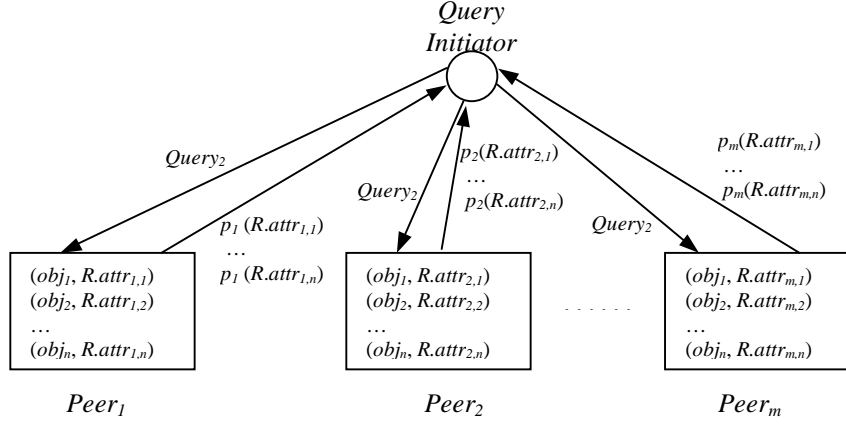 Query
Initiator
Query2
p1 (R.attr1,1)
…
p1 (R.attr1,n)
Query2
p2(R.attr2,1)
…
p2(R.attr2,n)
Query2
pm(R.attrm,1)
…
pm(R.attrm,n)
(obj1, R.attr1,1)
(obj2, R.attr1,2)
…
(objn, R.attr1,n)
(obj1, R.attr2,1)
(obj2, R.attr2,2)
…
(objn, R.attr2,n)
. . . . . .
(obj1, R.attrm,1)
(obj2, R.attrm,2)
…
(objn, R.attrm,n)
Peer1
Peer2
Peerm